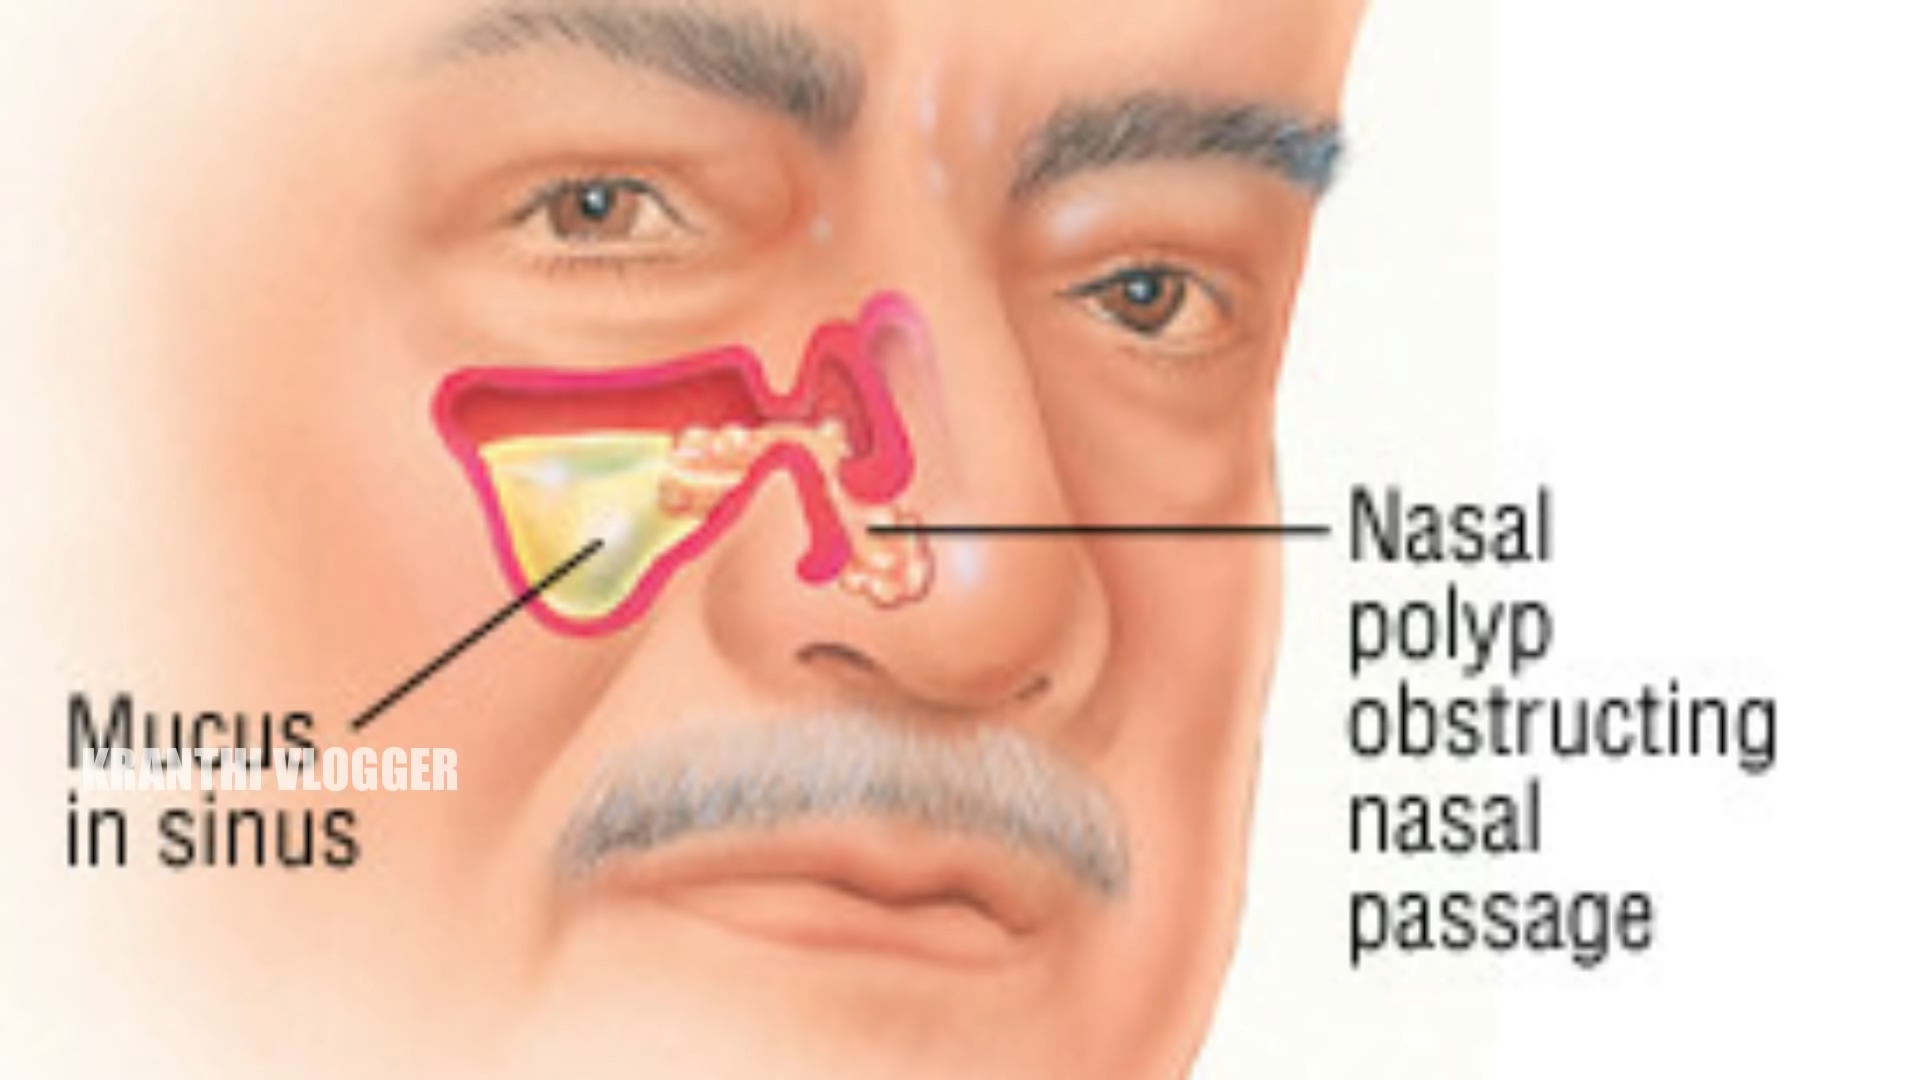 Mucus
KRANTHI VLOGGER
in sinus
Nasal
polyp
obstructing
nasal
passage